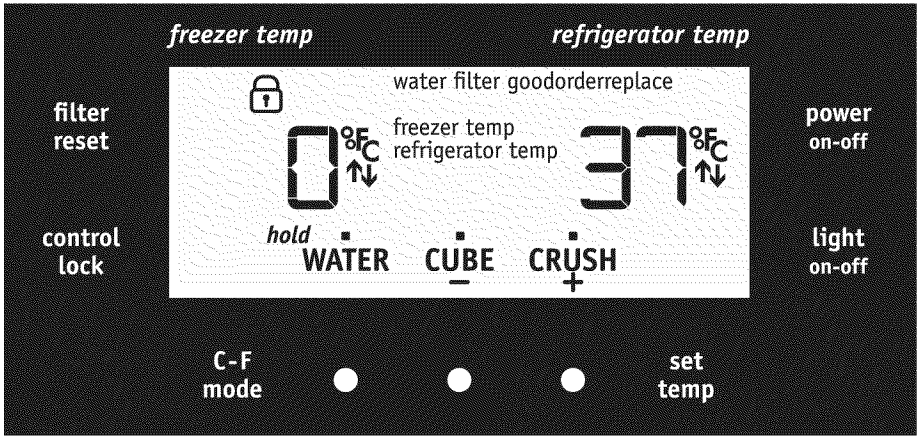 freezer temp refrigerator temp
water filter goodorderreplace
filter reset
power on-off
freezer temp
refrigerator temp
0 °F°C
37 °F°C
control lock
light on-off
hold
WATER CUBE CRUSH
- +
C-F mode
set temp